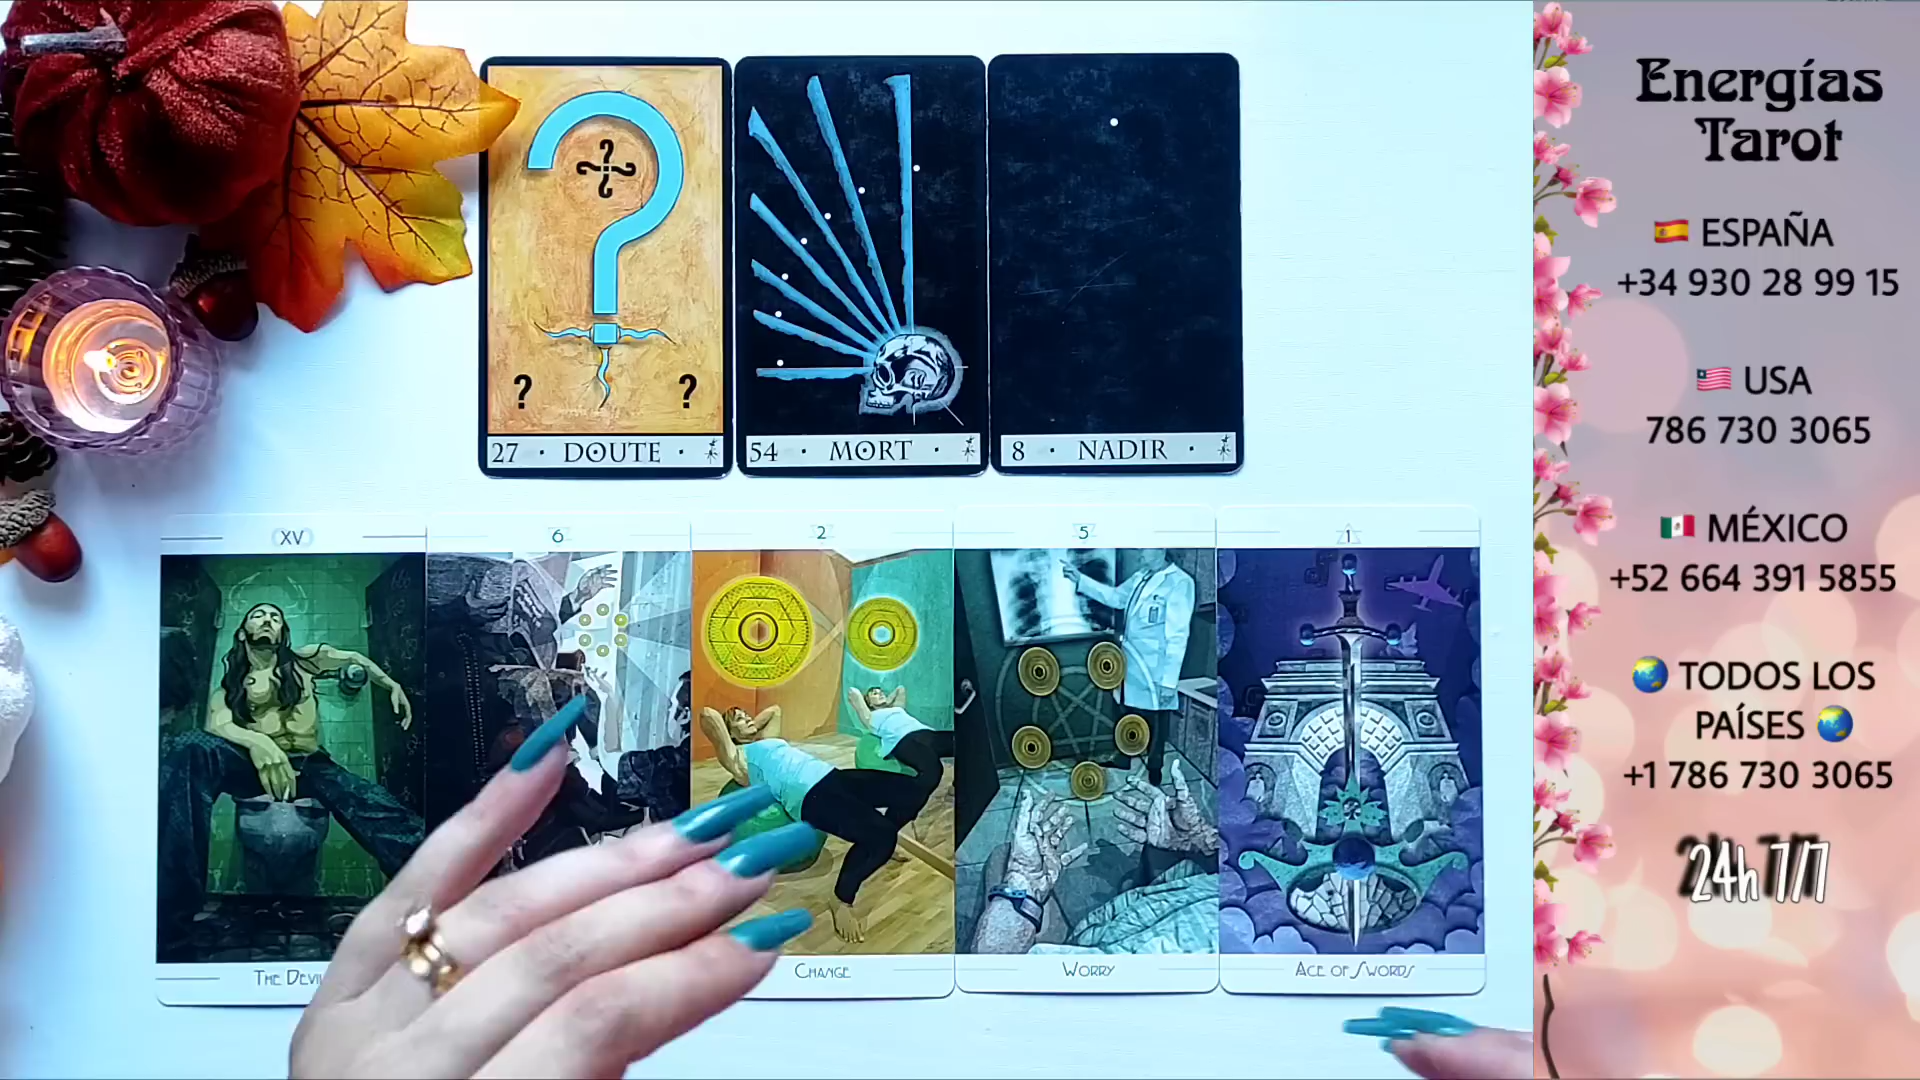 27 · DOUTE ·
54 · MORT ·
8 · NADIR ·
?
? ?
XV
6
2
5
1
THE DEVIL
CHANGE
WORRY
ACE OF SWORDS
Energías
Tarot
🇪🇸 ESPAÑA
+34 930 28 99 15
🇺🇸 USA
786 730 3065
🇲🇽 MÉXICO
+52 664 391 5855
🌏 TODOS LOS
PAÍSES 🌏
+1 786 730 3065
24h 7/7